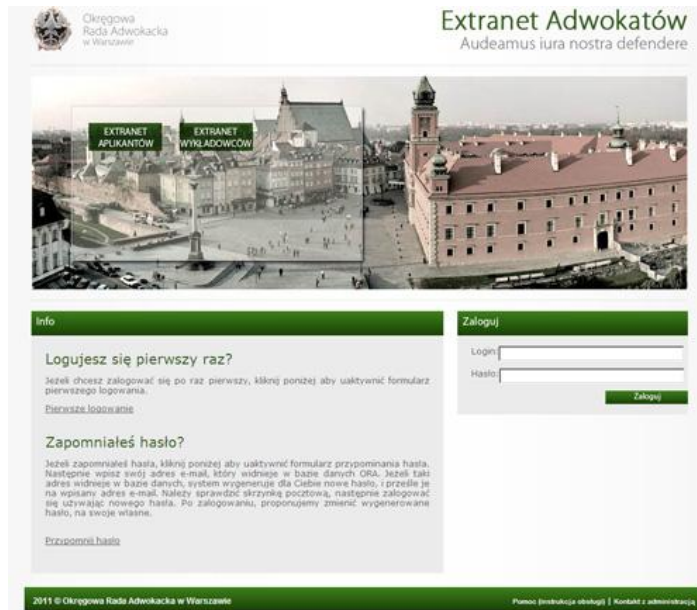 Okręgowa
Rada Adwokacka
w Warszawie
Extranet Adwokatów
Audeamus iura nostra defendere
EXTRANET
APLIKANTÓW
EXTRANET
WYKŁADOWCÓW
Info
Logujesz się pierwszy raz?
Jeżeli chcesz zalogować się po raz pierwszy, kliknij poniżej aby uaktywnić formularz
pierwszego logowania.
Pierwsze logowanie
Zapomniałeś hasło?
Jeżeli zapomniałeś hasła, kliknij poniżej aby uaktywnić formularz przypominania hasła.
Następnie wpisz swój adres e-mail, który widnieje w bazie danych ORA. Jeżeli taki
adres widnieje w bazie danych, system wygeneruje dla Ciebie nowe hasło, i prześle je
na wpisany adres e-mail. Należy sprawdzić skrzynkę pocztową, następnie zalogować
się używając nowego hasła. Po zalogowaniu, proponujemy zmienić wygenerowane
hasło, na swoje własne.
Przypomnij hasło
Zaloguj
Login:
Hasło:
Zaloguj
2011 © Okręgowa Rada Adwokacka w Warszawie
Pomoc (instrukcja obsługi) | Kontakt z administracją